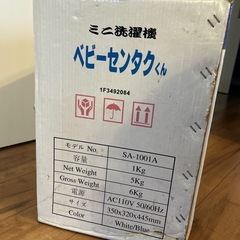 ミニ洗濯機
ベビーセンタクくん
1F3492084
モデル No. SA-1001A
容量 1Kg
Net Weight 5Kg
Gross Weight 6Kg
電源 AC110V 50/60Hz
サイズ 350x320x445mm
Color White/Blue